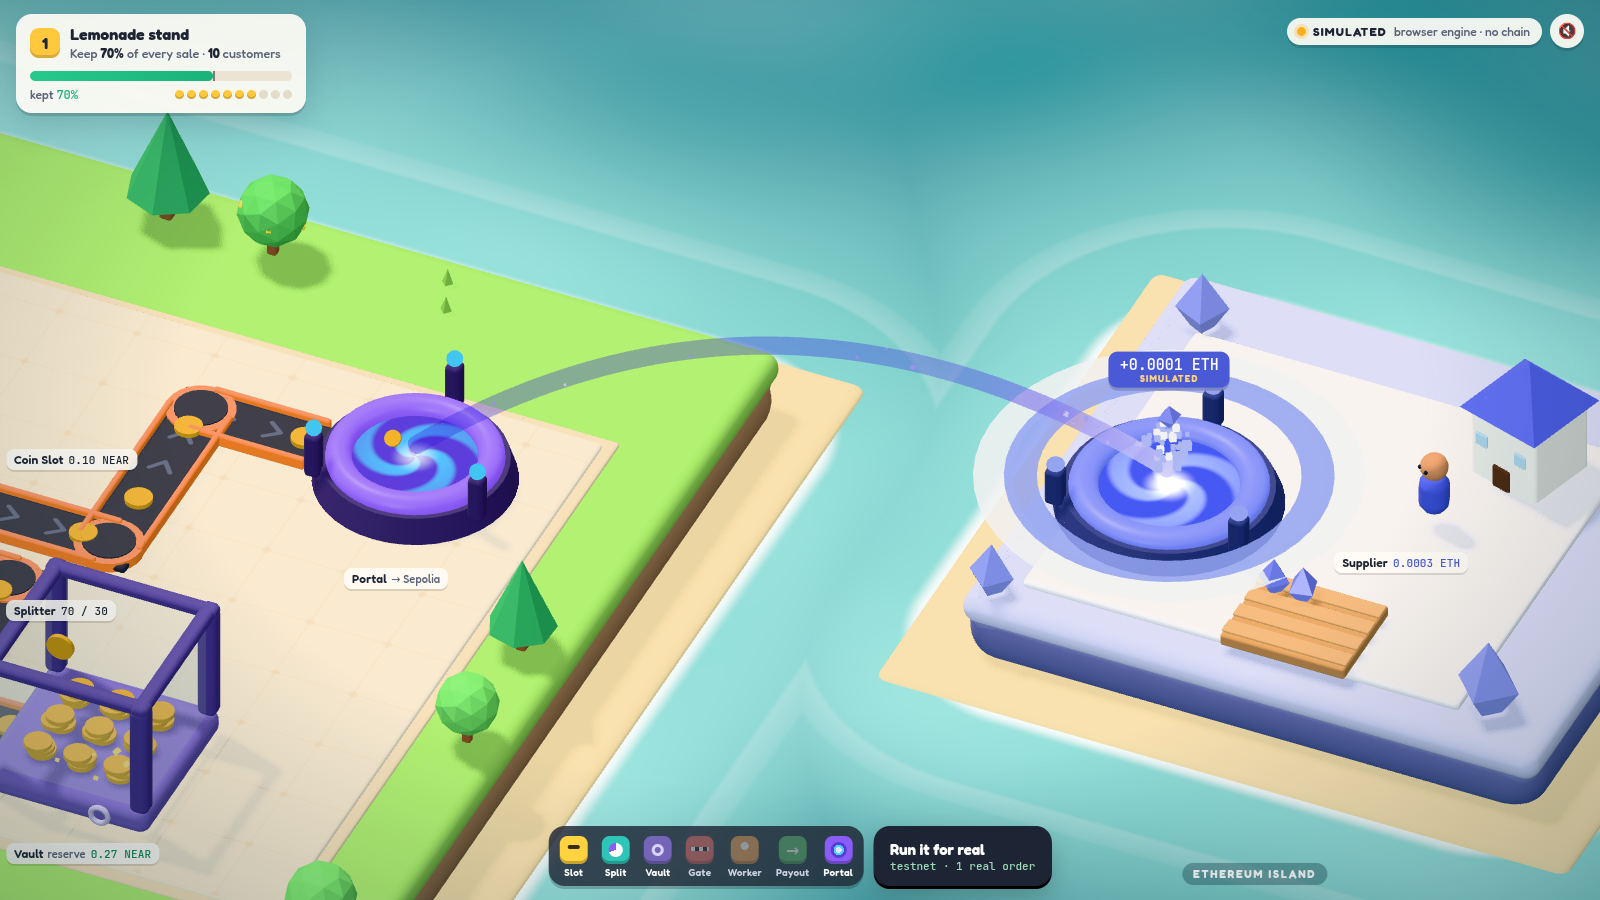 1
Lemonade stand
Keep 70% of every sale · 10 customers
kept 70%
SIMULATED browser engine · no chain
+0.0001 ETH
SIMULATED
Coin Slot 0.10 NEAR
Portal → Sepolia
Supplier 0.0003 ETH
Splitter 70 / 30
Vault reserve 0.27 NEAR
Slot
Split
Vault
Gate
Worker
Payout
Portal
Run it for real
testnet · 1 real order
ETHEREUM ISLAND